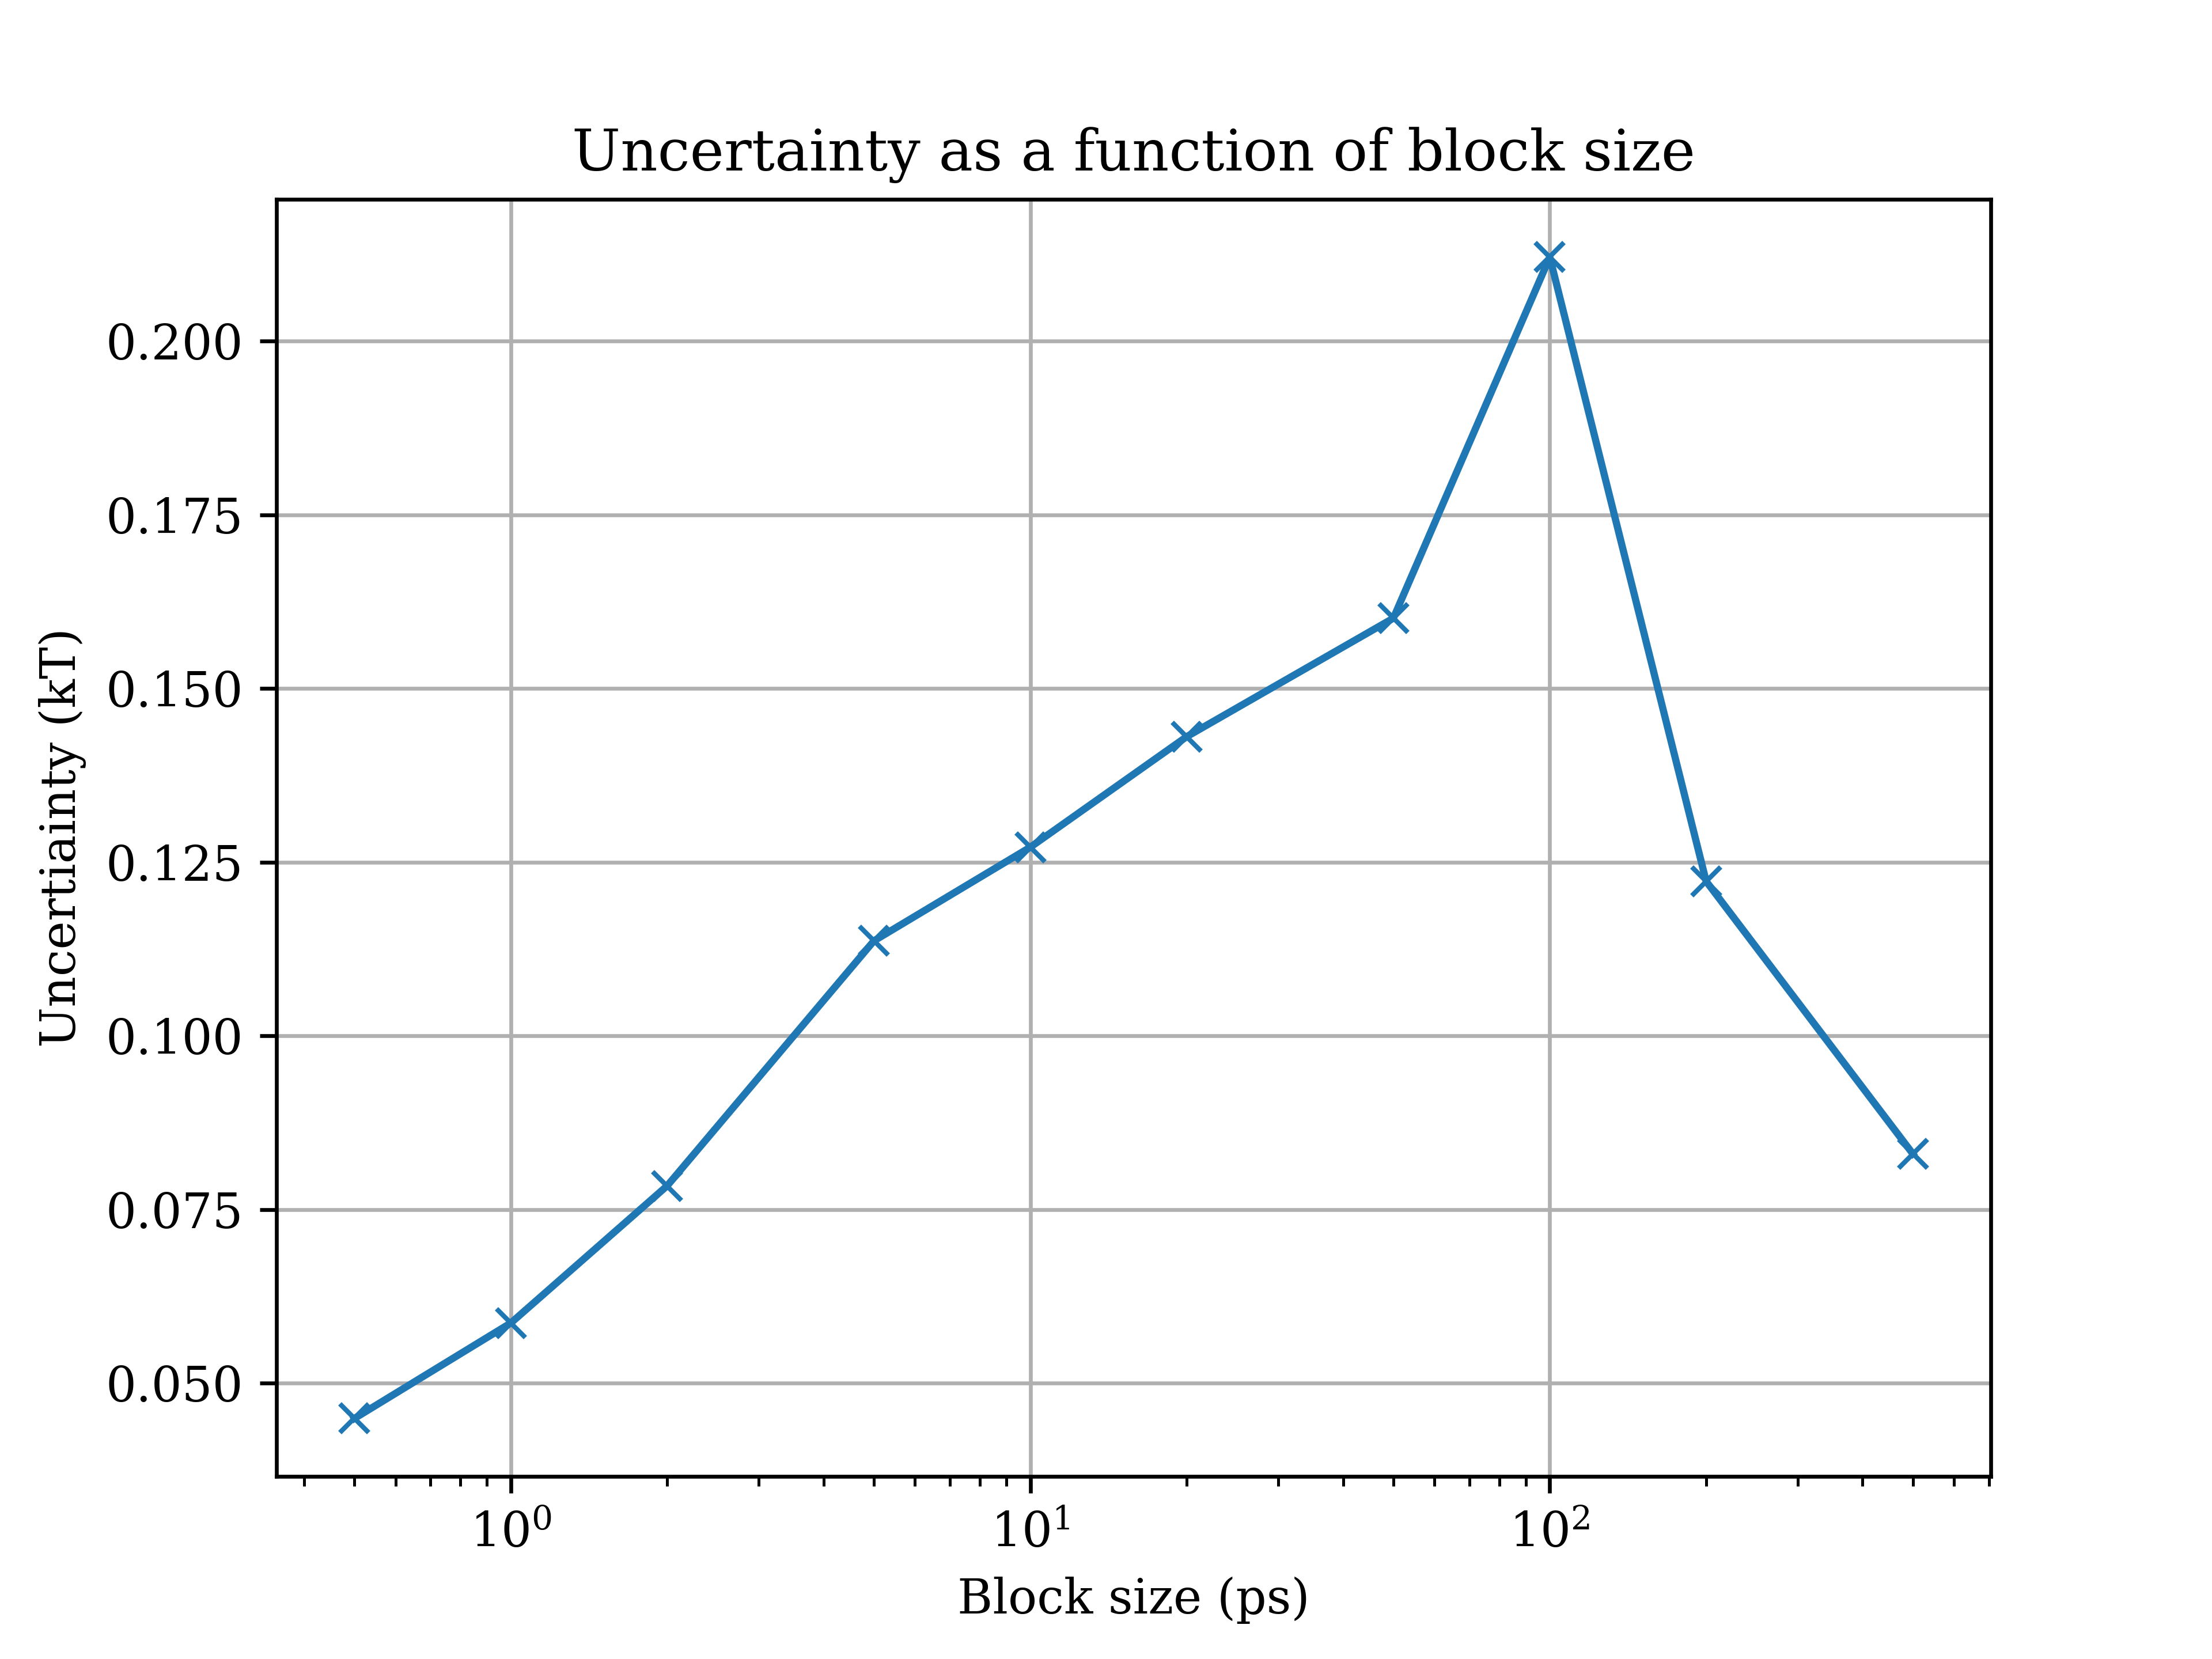 Uncertainty as a function of block size
0.200
0.175
0.150
0.125
0.100
0.075
0.050
Uncertiainty (kT)
10⁰ 10¹ 10²
Block size (ps)